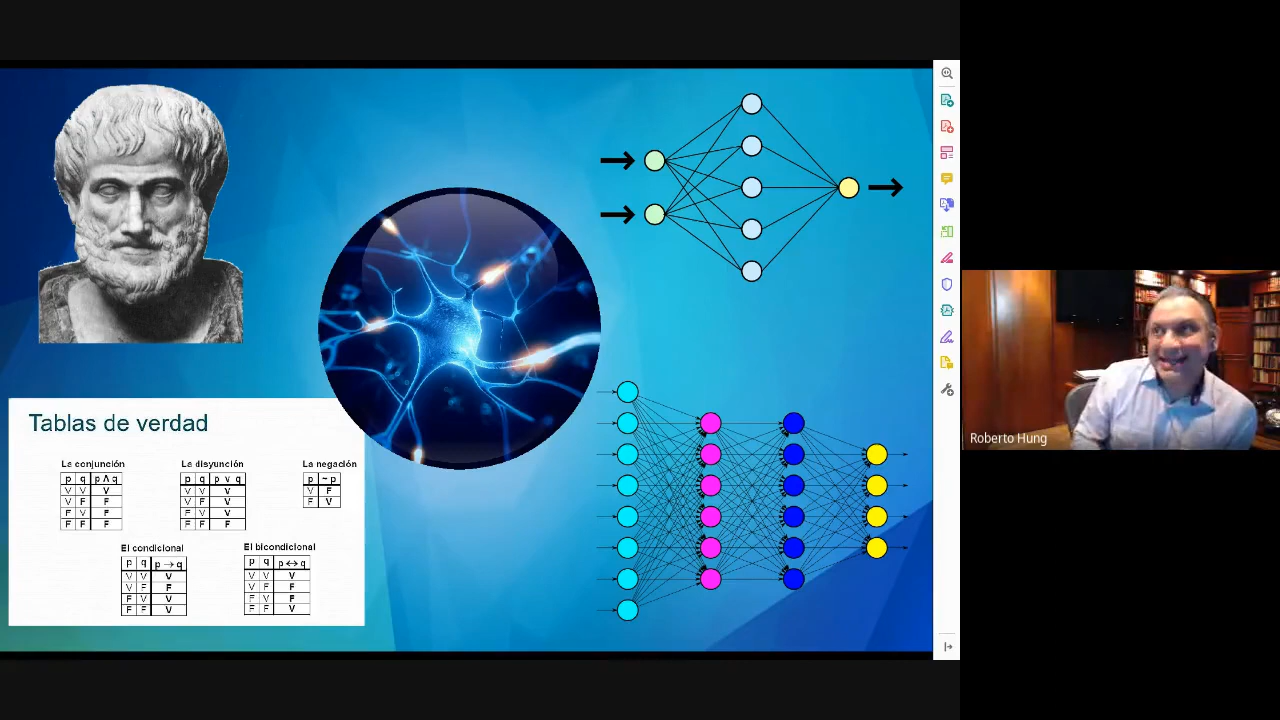 Tablas de verdad
La conjunción
p q p Λ q
V V V
V F F
F V F
F F F
La disyunción
p q p v q
V V V
V F V
F V V
F F F
La negación
p ~ p
V F
F V
El condicional
p q p → q
V V V
V F F
F V V
F F V
El bicondicional
p q p ↔ q
V V V
V F F
F V F
F F V
Roberto Hung